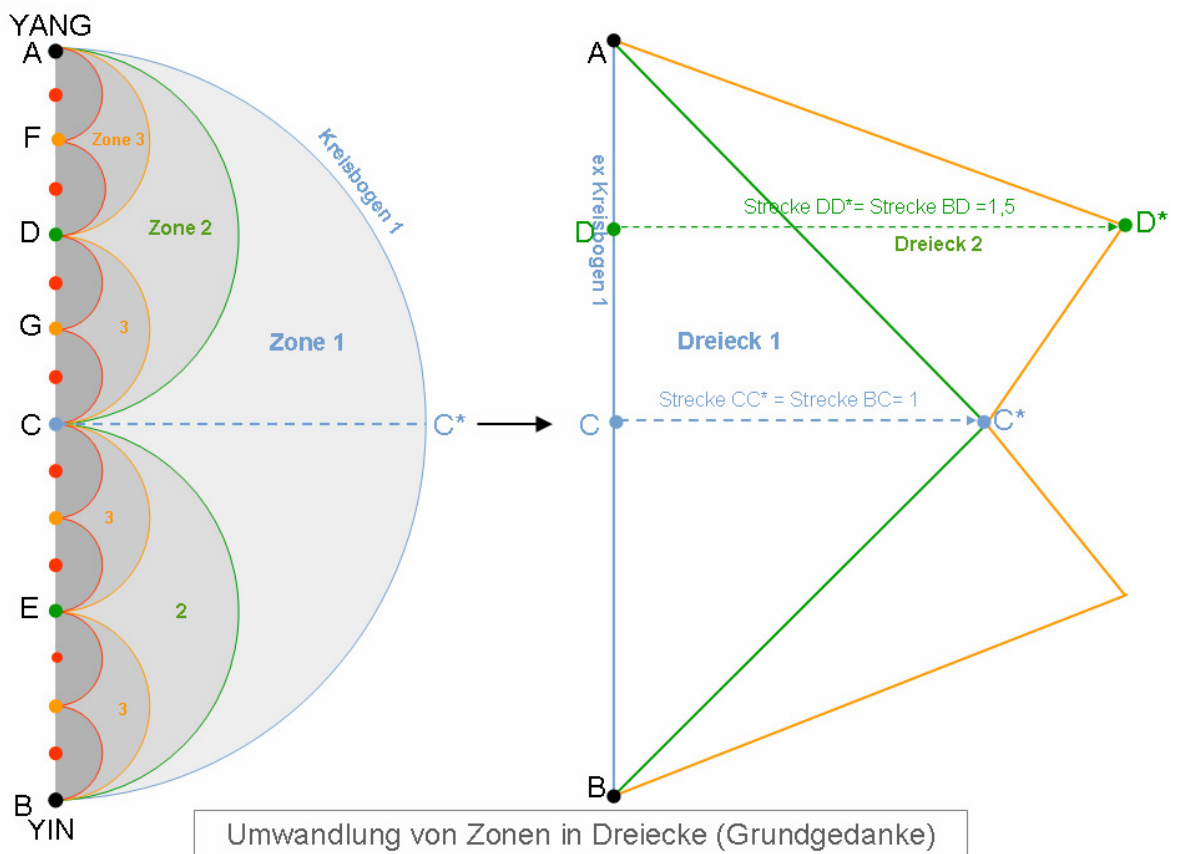 YANG
A
F
Zone 3
Kreisbogen 1
D
Zone 2
G
3
Zone 1
C
C*
3
E
2
3
B
YIN
A
ex Kreisbogen 1
Strecke DD*= Strecke BD =1,5
D
D*
Dreieck 2
Dreieck 1
Strecke CC* = Strecke BC= 1
C
C*
B
Umwandlung von Zonen in Dreiecke (Grundgedanke)